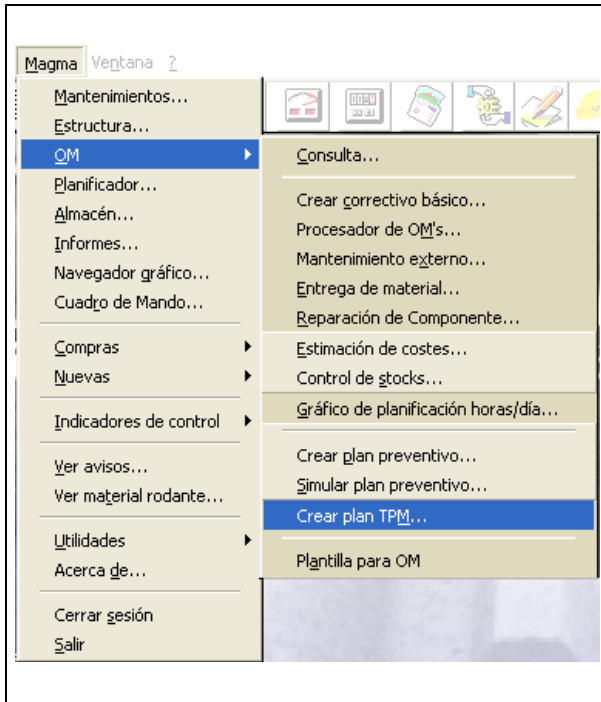 Magma Ventana ?
Mantenimientos...
Estructura...
OM
Planificador...
Almacén...
Informes...
Navegador gráfico...
Cuadro de Mando...
Compras
Nuevas
Indicadores de control
Ver avisos...
Ver material rodante...
Utilidades
Acerca de...
Cerrar sesión
Salir
Consulta...
Crear correctivo básico...
Procesador de OM's...
Mantenimiento externo...
Entrega de material...
Reparación de Componente...
Estimación de costes...
Control de stocks...
Gráfico de planificación horas/día...
Crear plan preventivo...
Simular plan preventivo...
Crear plan TPM...
Plantilla para OM